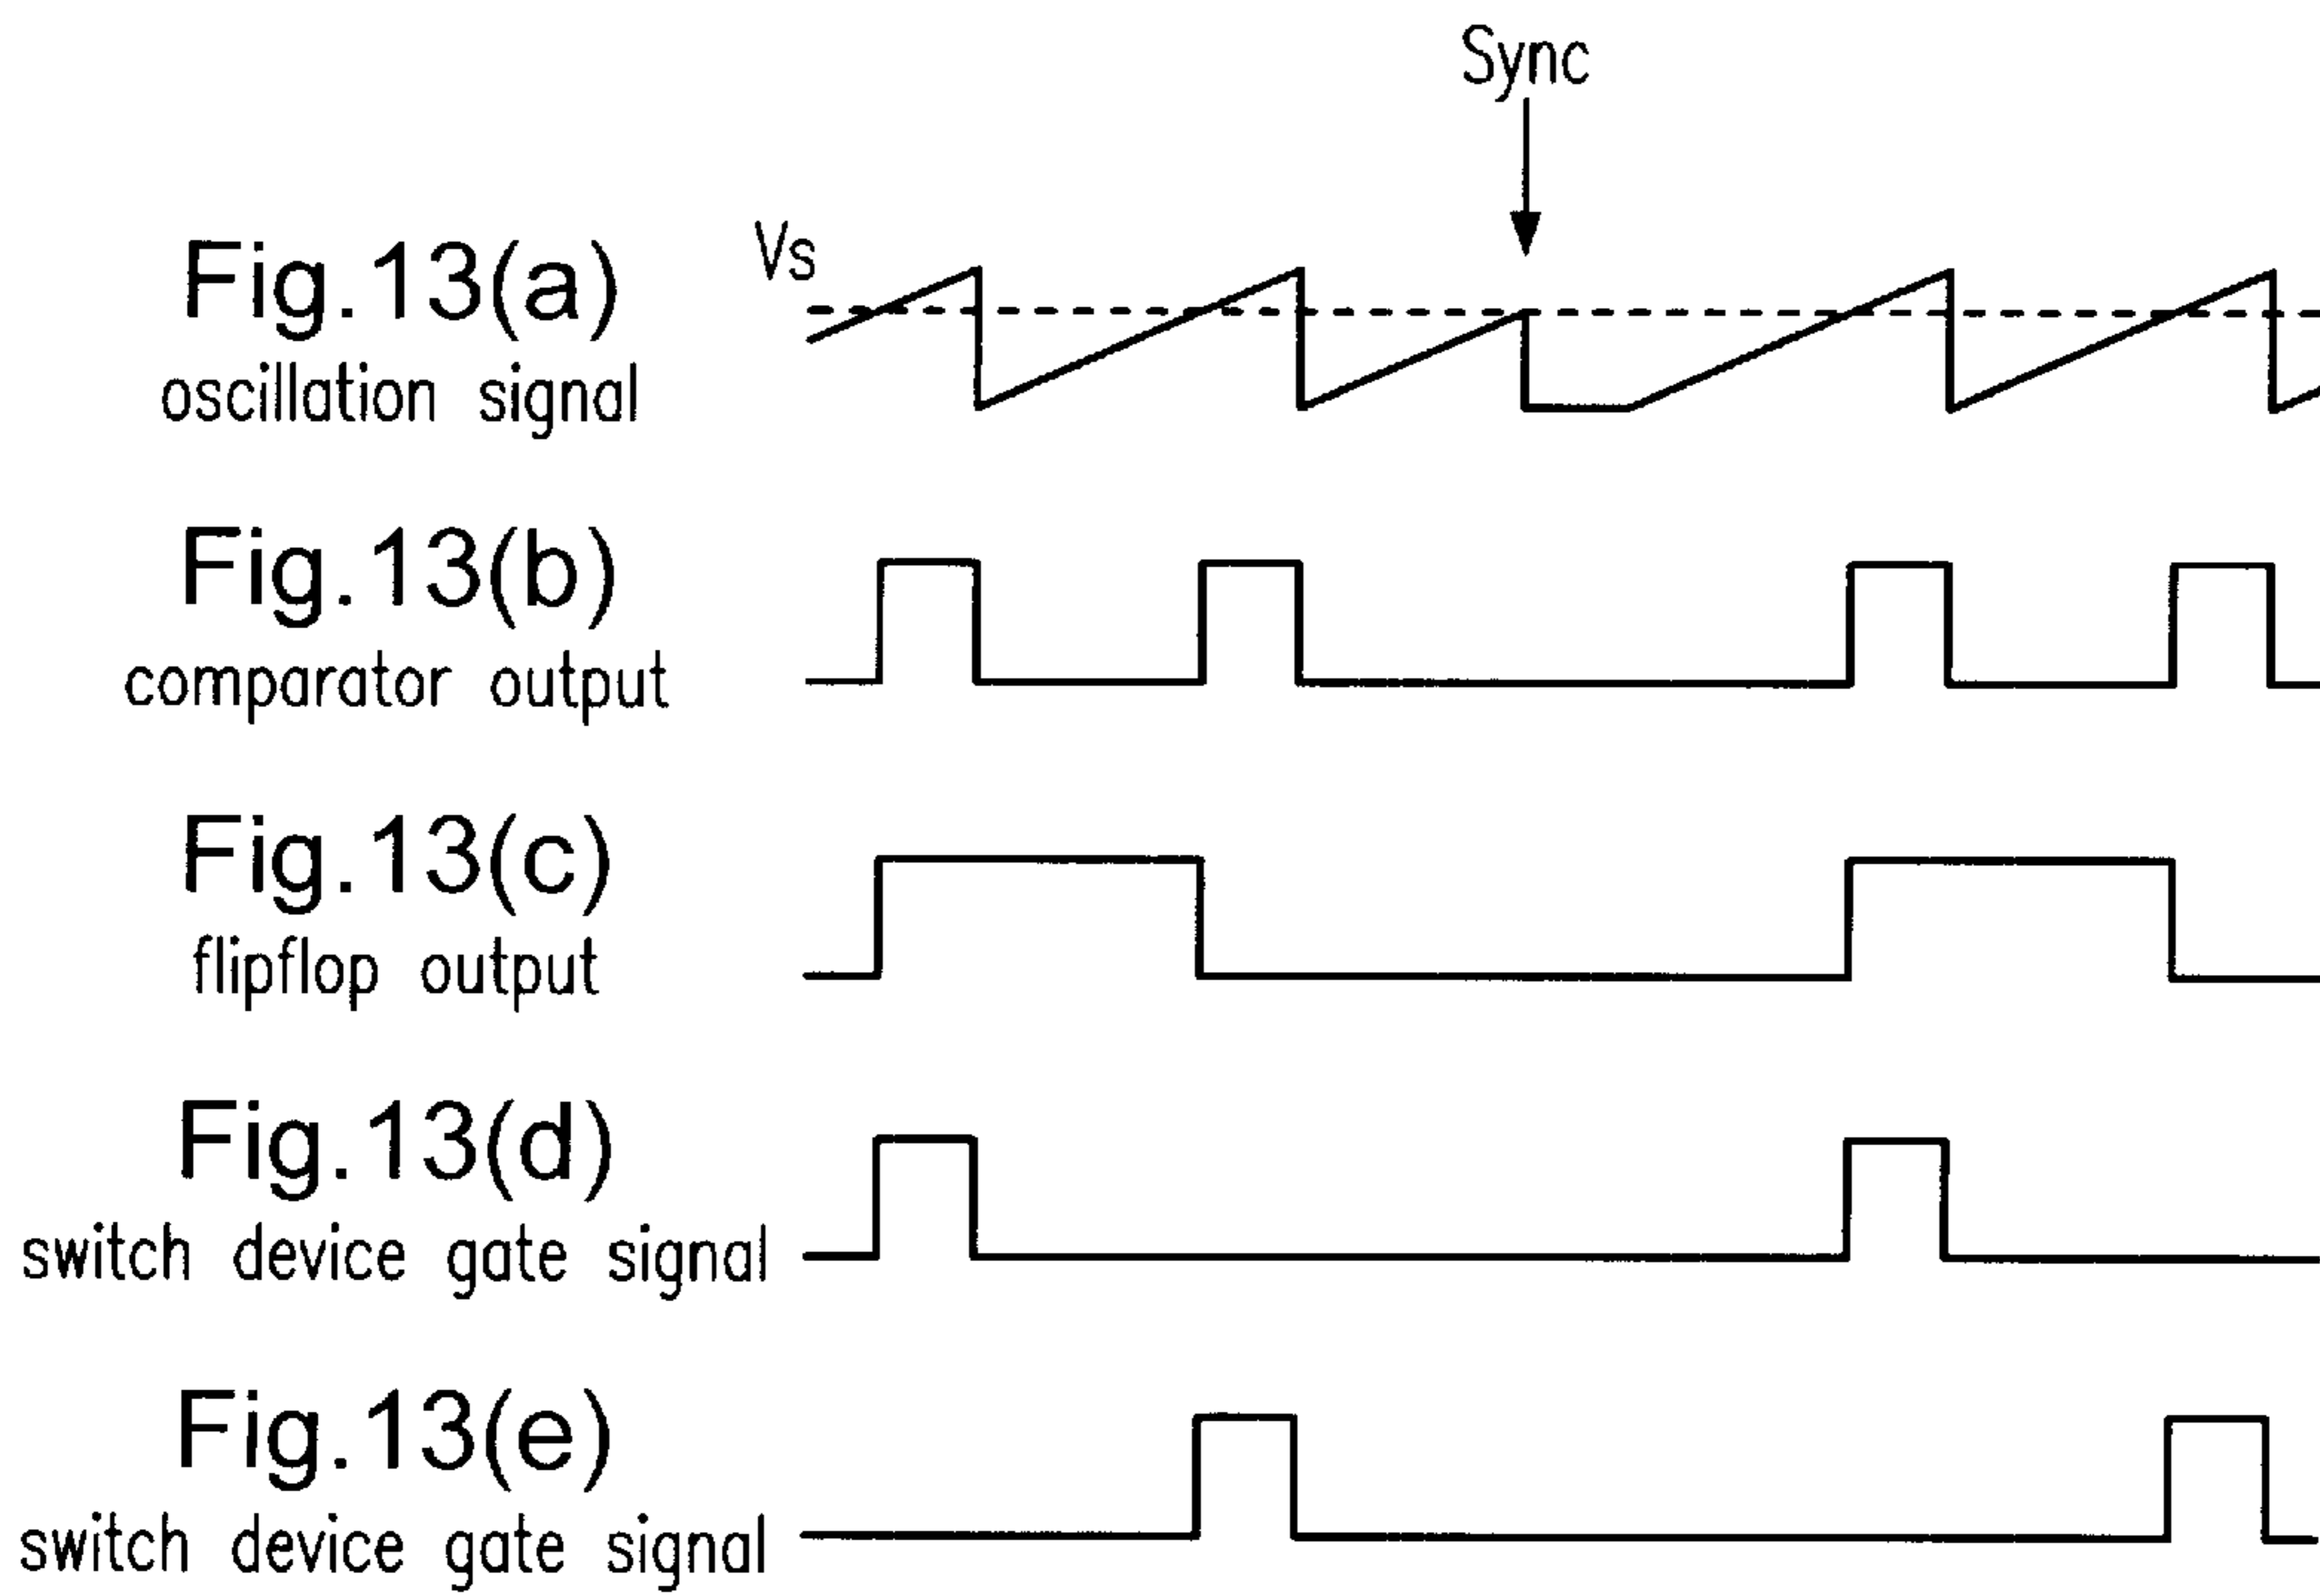 Sync
Vs
Fig.13(a)
oscillation signal
Fig.13(b)
comparator output
Fig.13(c)
flipflop output
Fig.13(d)
switch device gate signal
Fig.13(e)
switch device gate signal